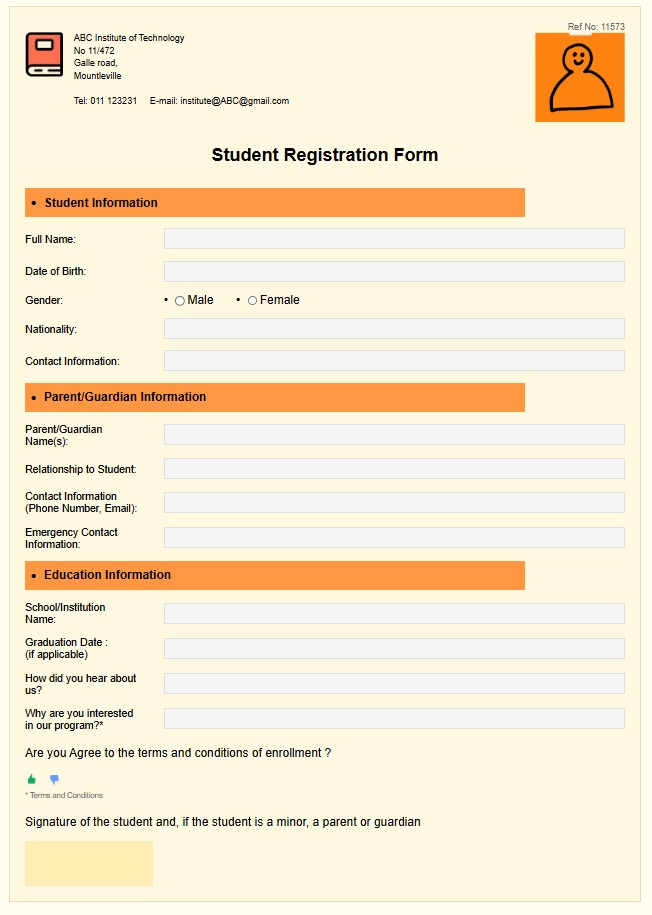 Ref No: 11573
ABC Institute of Technology
No 11/472
Galle road,
Mountleville
Tel: 011 123231 E-mail: institute@ABC@gmail.com
Student Registration Form
• Student Information
Full Name:
Date of Birth:
Gender:
• Male • Female
Nationality:
Contact Information:
• Parent/Guardian Information
Parent/Guardian
Name(s):
Relationship to Student:
Contact Information
(Phone Number, Email):
Emergency Contact
Information:
• Education Information
School/Institution
Name:
Graduation Date :
(if applicable)
How did you hear about
us?
Why are you interested
in our program?*
Are you Agree to the terms and conditions of enrollment ?
* Terms and Conditions
Signature of the student and, if the student is a minor, a parent or guardian